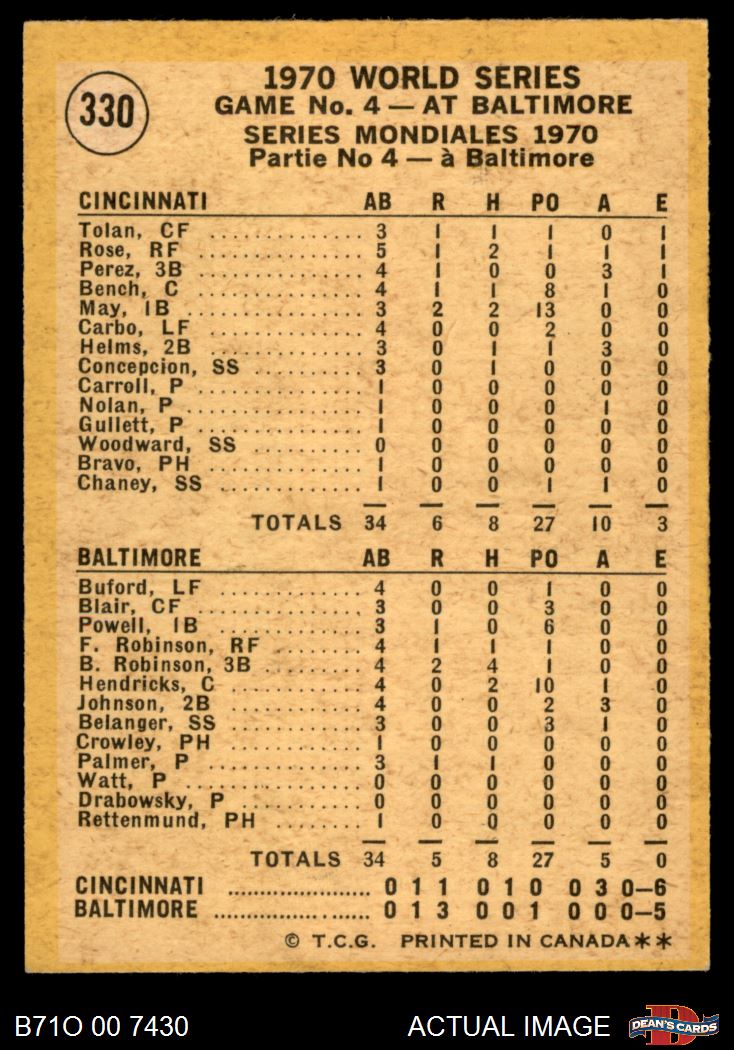 330
1970 WORLD SERIES
GAME No. 4 — AT BALTIMORE
SERIES MONDIALES 1970
Partie No 4 — à Baltimore
CINCINNATI AB R H PO A E
Tolan, CF ................ 3 1 1 1 0 1
Rose, RF ................ 5 1 2 1 1 1
Perez, 3B ................ 4 1 0 0 3 1
Bench, C ................ 4 1 1 8 1 0
May, 1B ................ 3 2 2 13 0 0
Carbo, LF ................ 4 0 0 2 0 0
Helms, 2B ................ 3 0 1 1 3 0
Concepcion, SS .......... 3 0 1 0 0 0
Carroll, P ................ 1 0 0 0 0 0
Nolan, P ................ 1 0 0 0 1 0
Gullett, P ................ 1 0 0 0 0 0
Woodward, SS .......... 0 0 0 0 0 0
Bravo, PH ................ 1 0 0 0 0 0
Chaney, SS .............. 1 0 0 1 1 0
TOTALS 34 6 8 27 10 3
BALTIMORE AB R H PO A E
Buford, LF .............. 4 0 0 1 0 0
Blair, CF ................ 3 0 0 3 0 0
Powell, 1B .............. 3 1 0 6 0 0
F. Robinson, RF ........ 4 1 1 1 0 0
B. Robinson, 3B ........ 4 2 4 1 0 0
Hendricks, C ............ 4 0 2 10 1 0
Johnson, 2B ............ 4 0 0 2 3 0
Belanger, SS ............ 3 0 0 3 1 0
Crowley, PH ............ 1 0 0 0 0 0
Palmer, P ................ 3 1 1 0 0 0
Watt, P .................. 0 0 0 0 0 0
Drabowsky, P .......... 0 0 0 0 0 0
Rettenmund, PH ........ 1 0 0 0 0 0
TOTALS 34 5 8 27 5 0
CINCINNATI ...................... 0 1 1 0 1 0 0 3 0—6
BALTIMORE ...................... 0 1 3 0 0 1 0 0 0—5
© T.C.G. PRINTED IN CANADA**
B71O 00 7430 ACTUAL IMAGE DEAN'S CARDS